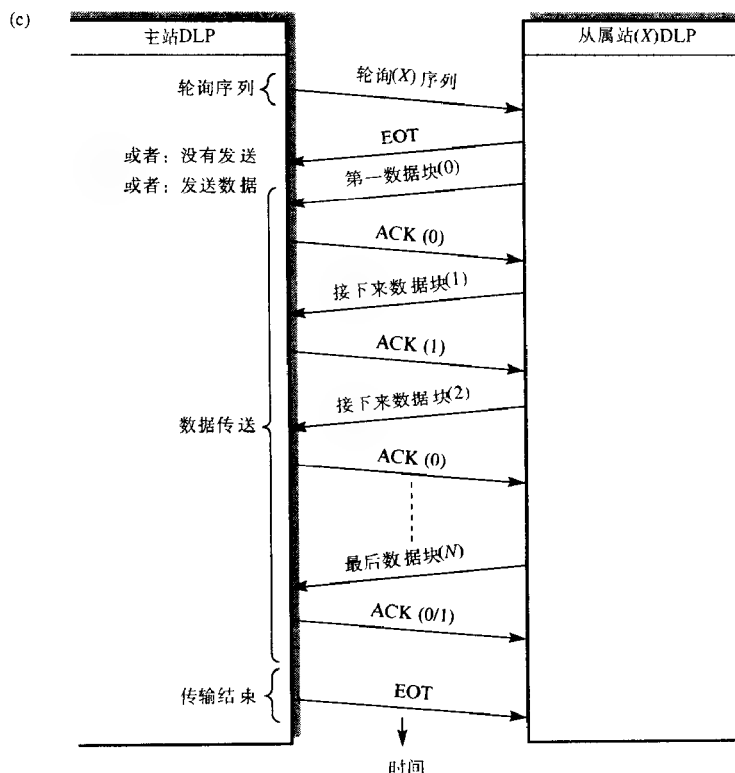 (c)
主站DLP
从属站(X)DLP
轮询序列
轮询(X)序列
EOT
或者：没有发送
或者：发送数据
第一数据块(0)
ACK (0)
接下来数据块(1)
ACK (1)
接下来数据块(2)
数据传送
ACK (0)
最后数据块(N)
ACK (0/1)
传输结束
EOT
时间